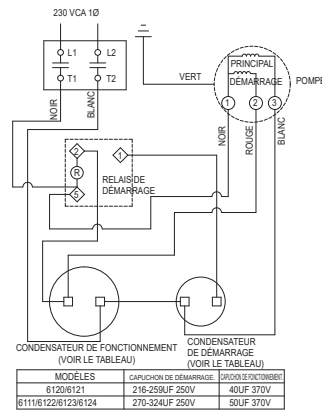 230 VCA 1Ø
L1
L2
T1
T2
NOIR
BLANC
VERT
PRINCIPAL
DÉMARRAGE
POMPE
1
2
3
NOIR
ROUGE
BLANC
2
1
R
5
RELAIS DE
DÉMARRAGE
CONDENSATEUR DE FONCTIONNEMENT
(VOIR LE TABLEAU)
CONDENSATEUR
DE DÉMARRAGE
(VOIR LE TABLEAU)
MODÈLES CAPUCHON DE DÉMARRAGE. CAPUCHON DE FONCTIONNEMENT.
6120/6121 216-259UF 250V 40UF 370V
6111/6122/6123/6124 270-324UF 250V 50UF 370V